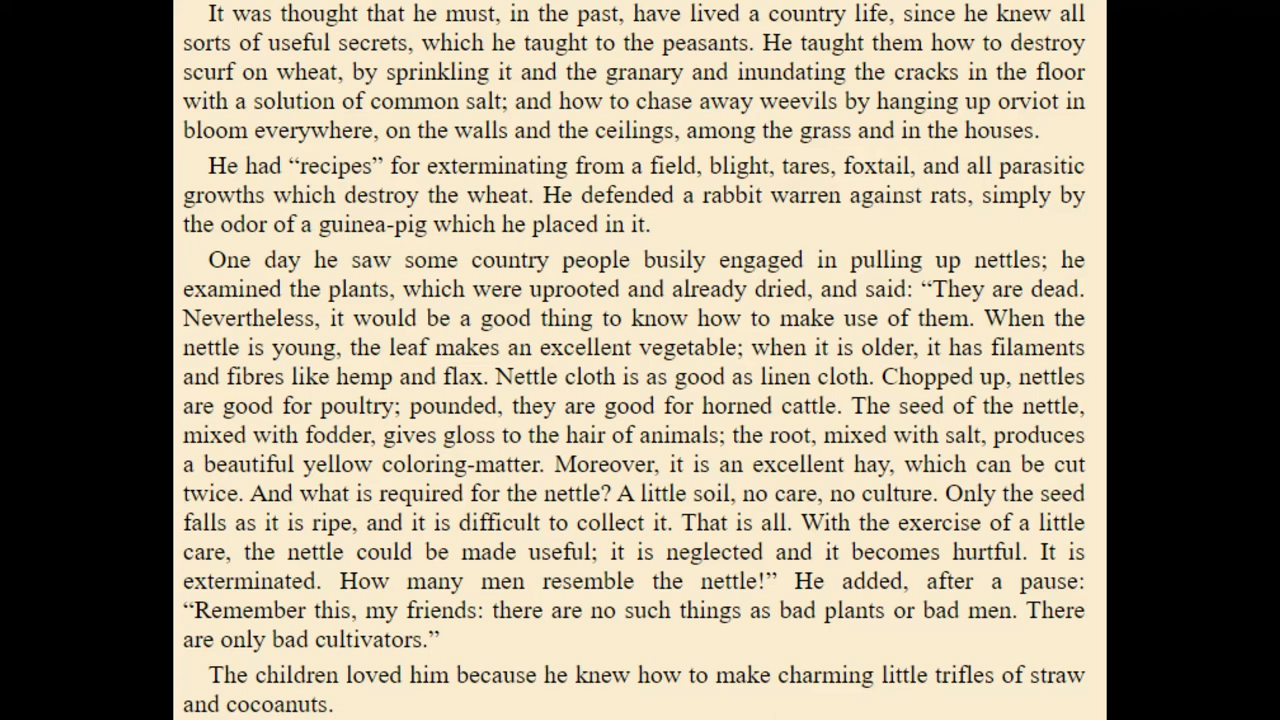 It was thought that he must, in the past, have lived a country life, since he knew all
sorts of useful secrets, which he taught to the peasants. He taught them how to destroy
scurf on wheat, by sprinkling it and the granary and inundating the cracks in the floor
with a solution of common salt; and how to chase away weevils by hanging up orviot in
bloom everywhere, on the walls and the ceilings, among the grass and in the houses.
He had “recipes” for exterminating from a field, blight, tares, foxtail, and all parasitic
growths which destroy the wheat. He defended a rabbit warren against rats, simply by
the odor of a guinea-pig which he placed in it.
One day he saw some country people busily engaged in pulling up nettles; he
examined the plants, which were uprooted and already dried, and said: “They are dead.
Nevertheless, it would be a good thing to know how to make use of them. When the
nettle is young, the leaf makes an excellent vegetable; when it is older, it has filaments
and fibres like hemp and flax. Nettle cloth is as good as linen cloth. Chopped up, nettles
are good for poultry; pounded, they are good for horned cattle. The seed of the nettle,
mixed with fodder, gives gloss to the hair of animals; the root, mixed with salt, produces
a beautiful yellow coloring-matter. Moreover, it is an excellent hay, which can be cut
twice. And what is required for the nettle? A little soil, no care, no culture. Only the seed
falls as it is ripe, and it is difficult to collect it. That is all. With the exercise of a little
care, the nettle could be made useful; it is neglected and it becomes hurtful. It is
exterminated. How many men resemble the nettle!” He added, after a pause:
“Remember this, my friends: there are no such things as bad plants or bad men. There
are only bad cultivators.”
The children loved him because he knew how to make charming little trifles of straw
and cocoanuts.